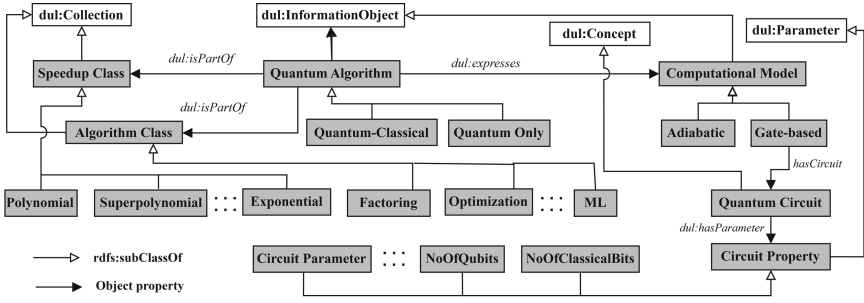 dul:Collection
dul:InformationObject
dul:Concept
dul:Parameter
dul:isPartOf
dul:expresses
Speedup Class
Quantum Algorithm
Computational Model
dul:isPartOf
Algorithm Class
Quantum-Classical
Quantum Only
Adiabatic
Gate-based
hasCircuit
Polynomial
Superpolynomial
Exponential
Factoring
Optimization
ML
Quantum Circuit
dul:hasParameter
rdfs:subClassOf
Circuit Parameter
NoOfQubits
NoOfClassicalBits
Circuit Property
Object property